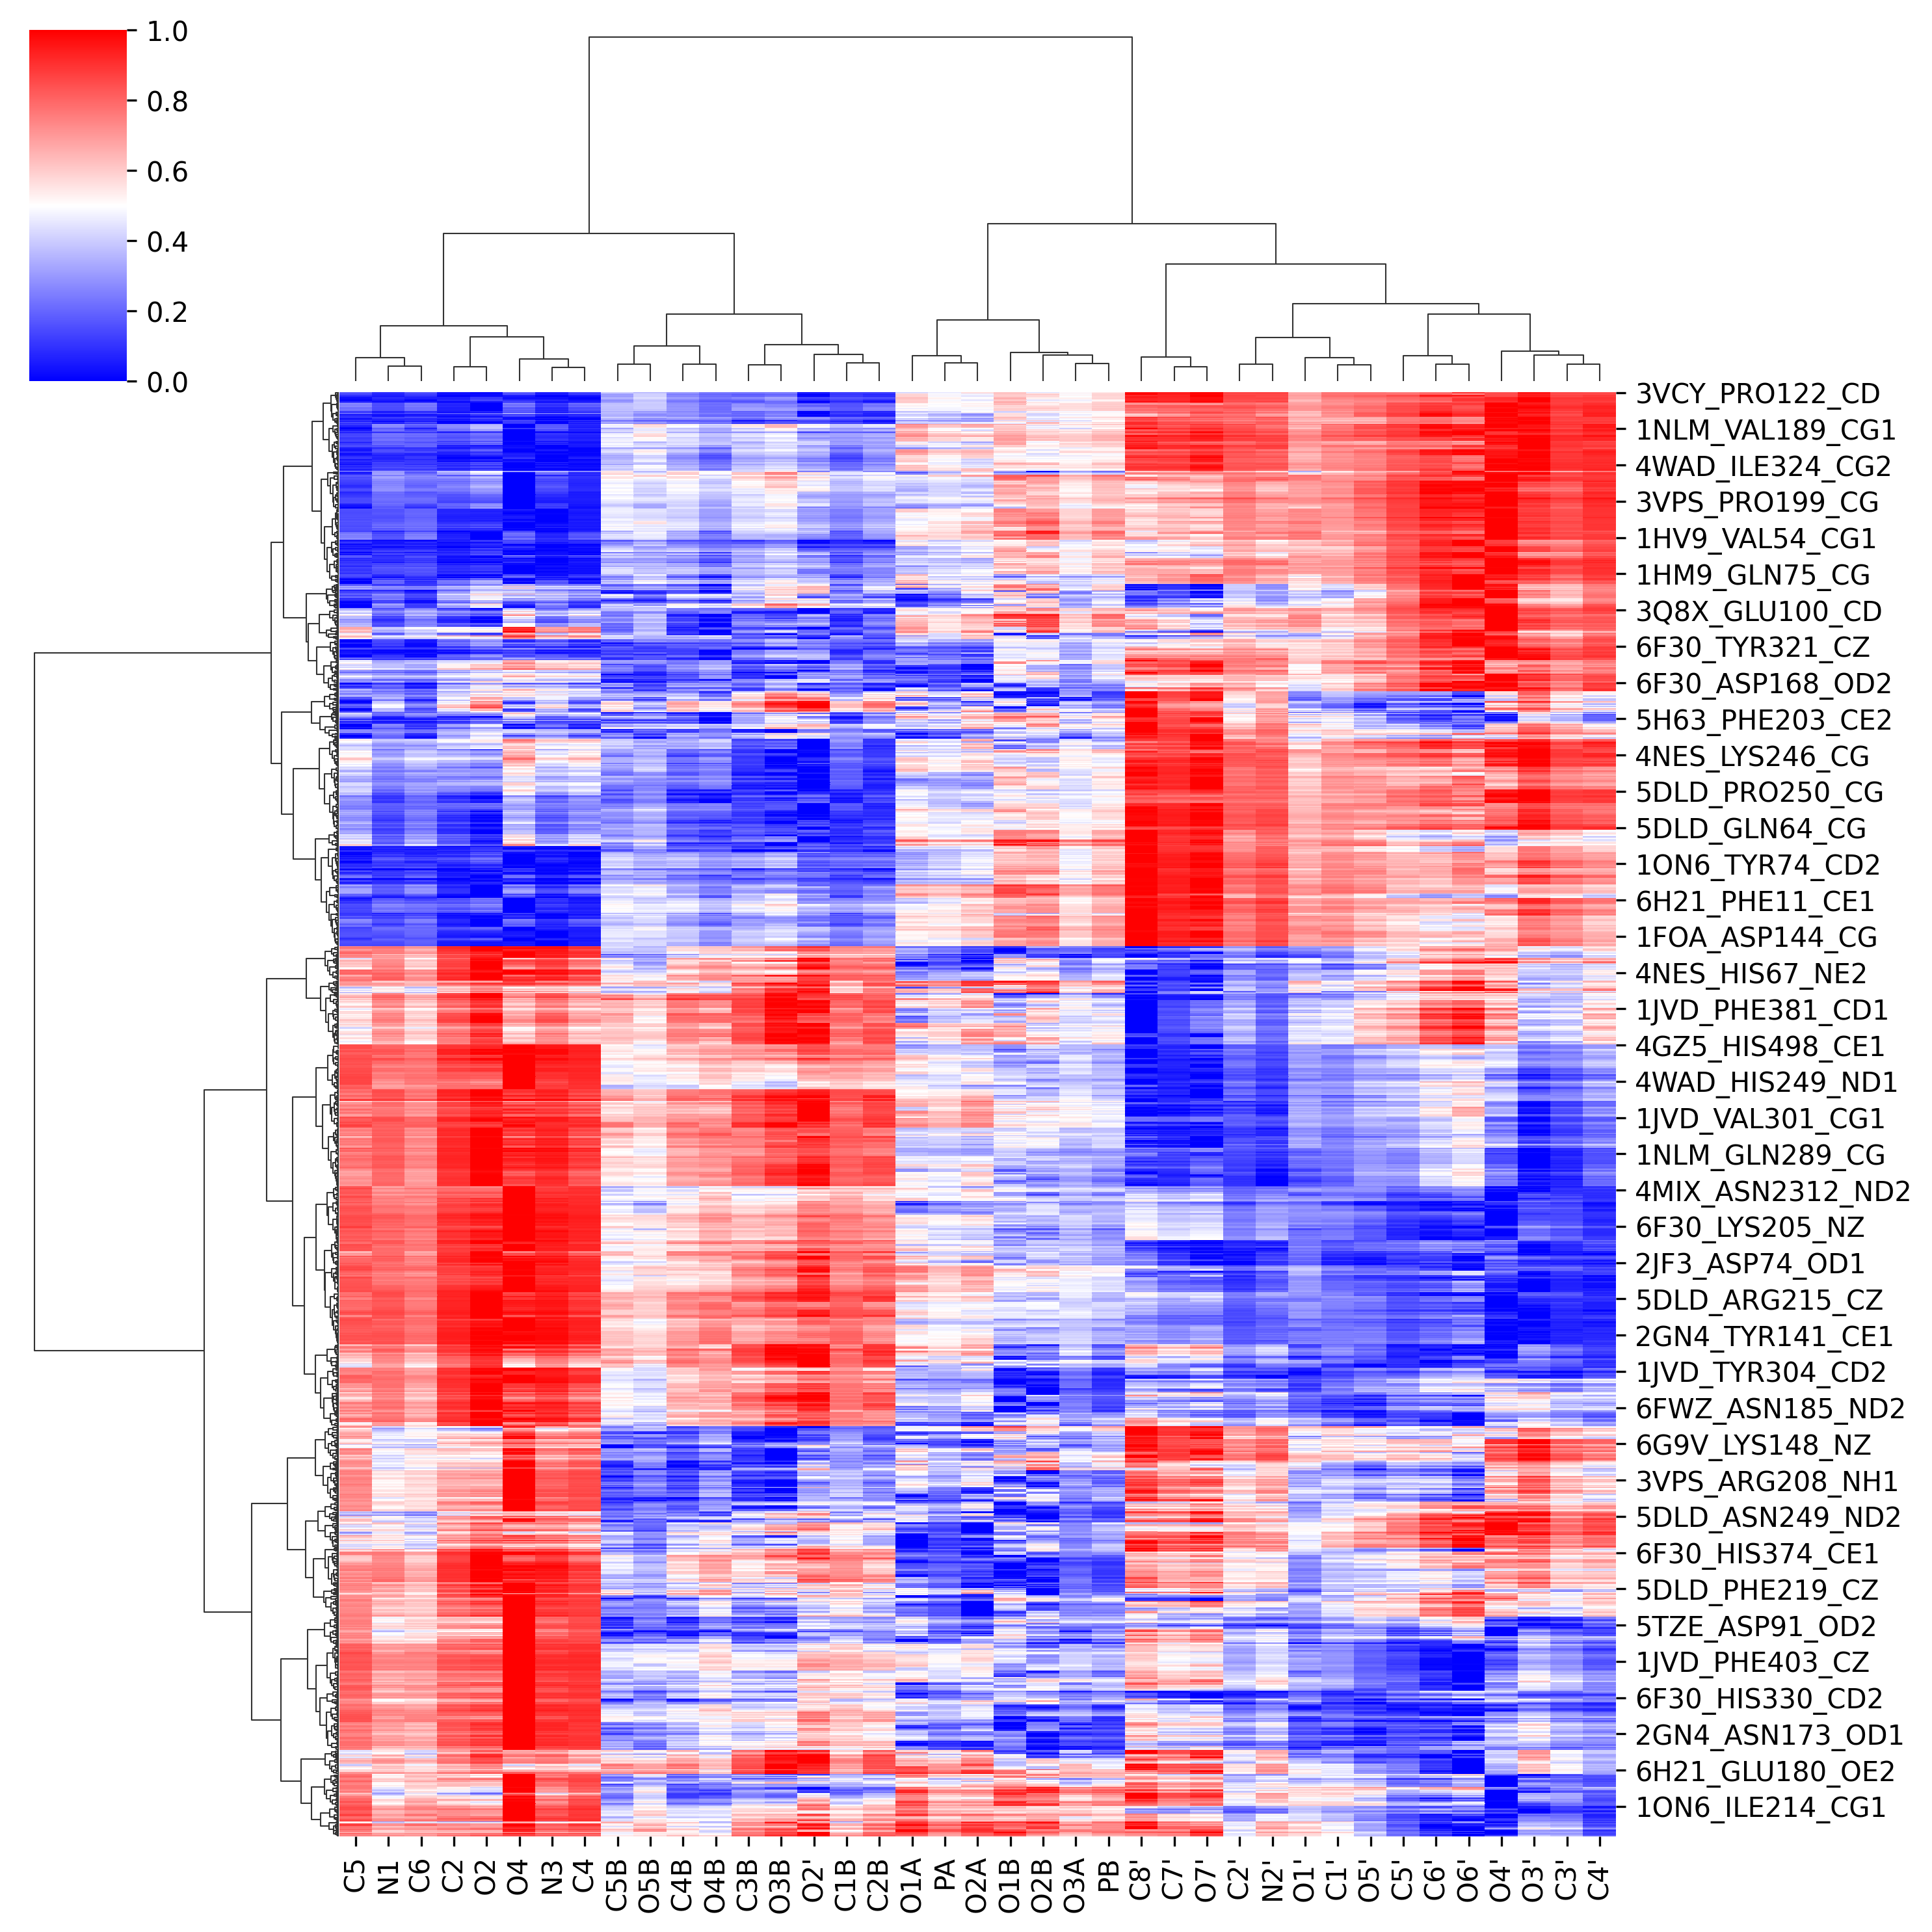 1.0
0.8
0.6
0.4
0.2
0.0
3VCY_PRO122_CD
1NLM_VAL189_CG1
4WAD_ILE324_CG2
3VPS_PRO199_CG
1HV9_VAL54_CG1
1HM9_GLN75_CG
3Q8X_GLU100_CD
6F30_TYR321_CZ
6F30_ASP168_OD2
5H63_PHE203_CE2
4NES_LYS246_CG
5DLD_PRO250_CG
5DLD_GLN64_CG
1ON6_TYR74_CD2
6H21_PHE11_CE1
1FOA_ASP144_CG
4NES_HIS67_NE2
1JVD_PHE381_CD1
4GZ5_HIS498_CE1
4WAD_HIS249_ND1
1JVD_VAL301_CG1
1NLM_GLN289_CG
4MIX_ASN2312_ND2
6F30_LYS205_NZ
2JF3_ASP74_OD1
5DLD_ARG215_CZ
2GN4_TYR141_CE1
1JVD_TYR304_CD2
6FWZ_ASN185_ND2
6G9V_LYS148_NZ
3VPS_ARG208_NH1
5DLD_ASN249_ND2
6F30_HIS374_CE1
5DLD_PHE219_CZ
5TZE_ASP91_OD2
1JVD_PHE403_CZ
6F30_HIS330_CD2
2GN4_ASN173_OD1
6H21_GLU180_OE2
1ON6_ILE214_CG1
C5
N1
C6
C2
O2
O4
N3
C4
C5B
O5B
C4B
O4B
C3B
O3B
O2'
C1B
C2B
O1A
PA
O2A
O1B
O2B
O3A
PB
C8'
C7'
O7'
C2'
N2'
O1'
C1'
O5'
C5'
C6'
O6'
O4'
O3'
C3'
C4'